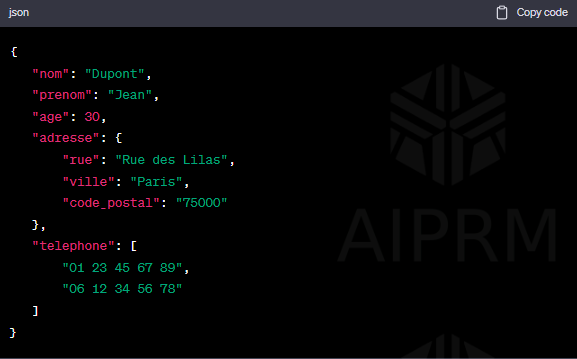 json Copy code
{
"nom": "Dupont",
"prenom": "Jean",
"age": 30,
"adresse": {
"rue": "Rue des Lilas",
"ville": "Paris",
"code_postal": "75000"
},
"telephone": [
"01 23 45 67 89",
"06 12 34 56 78"
]
}
AIPRM